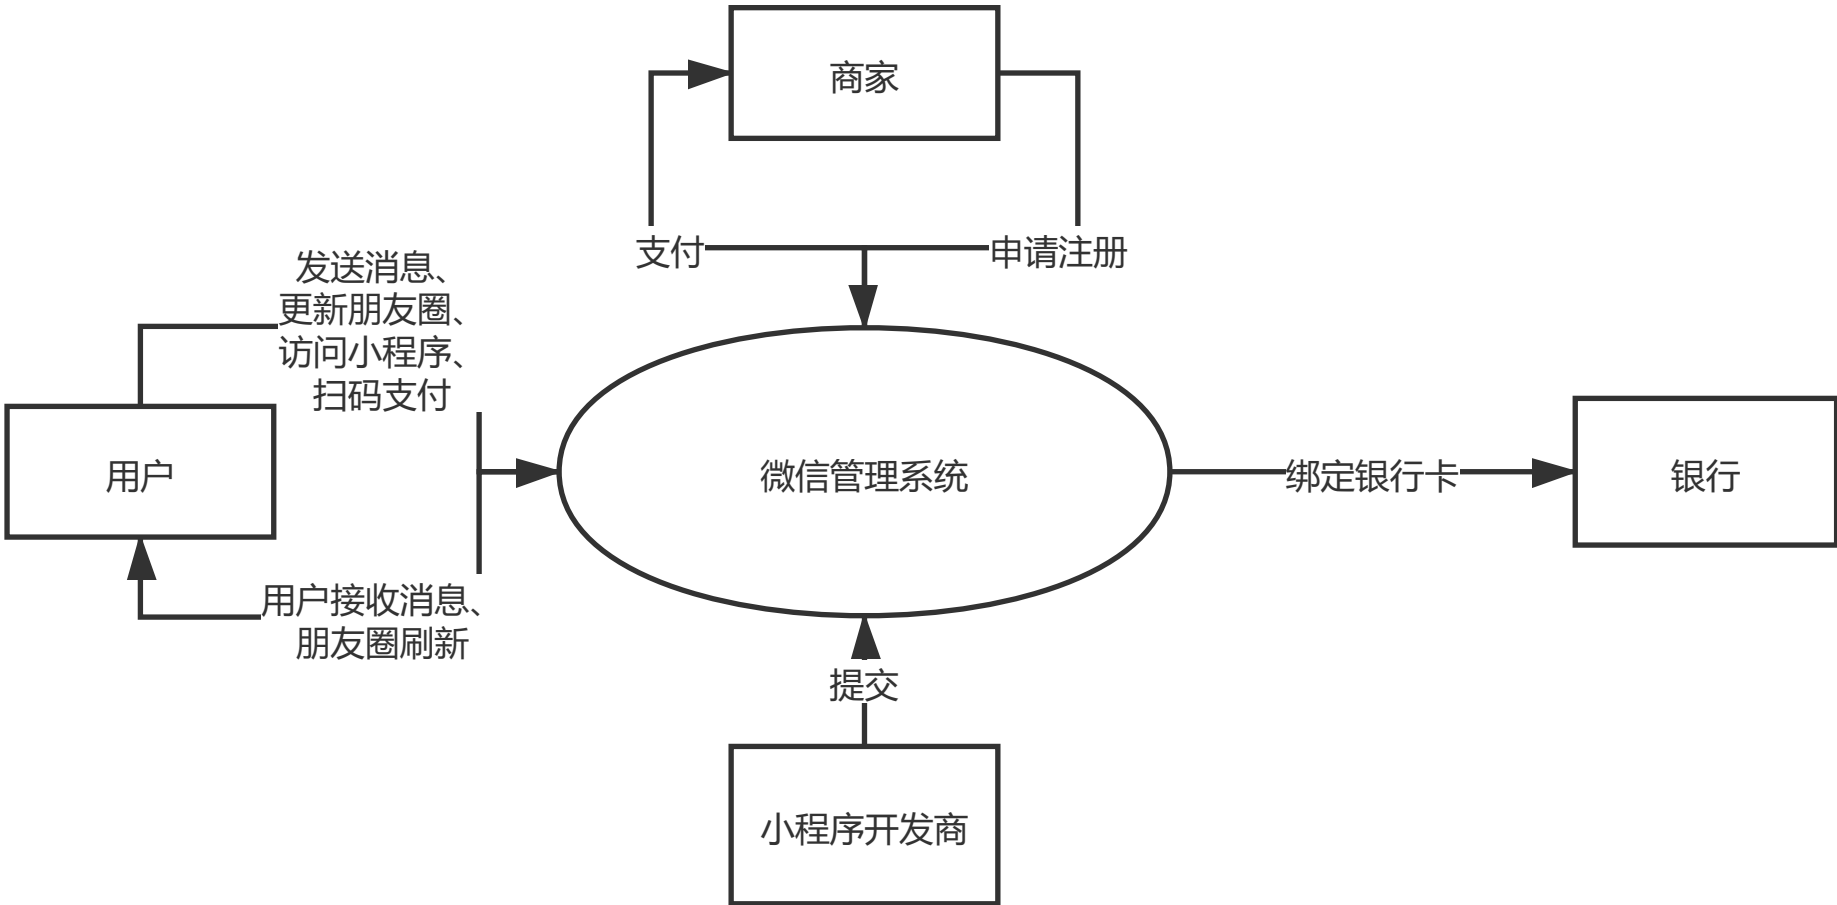 商家
支付
申请注册
发送消息、
更新朋友圈、
访问小程序、
扫码支付
用户
微信管理系统
绑定银行卡
银行
用户接收消息、
朋友圈刷新
提交
小程序开发商